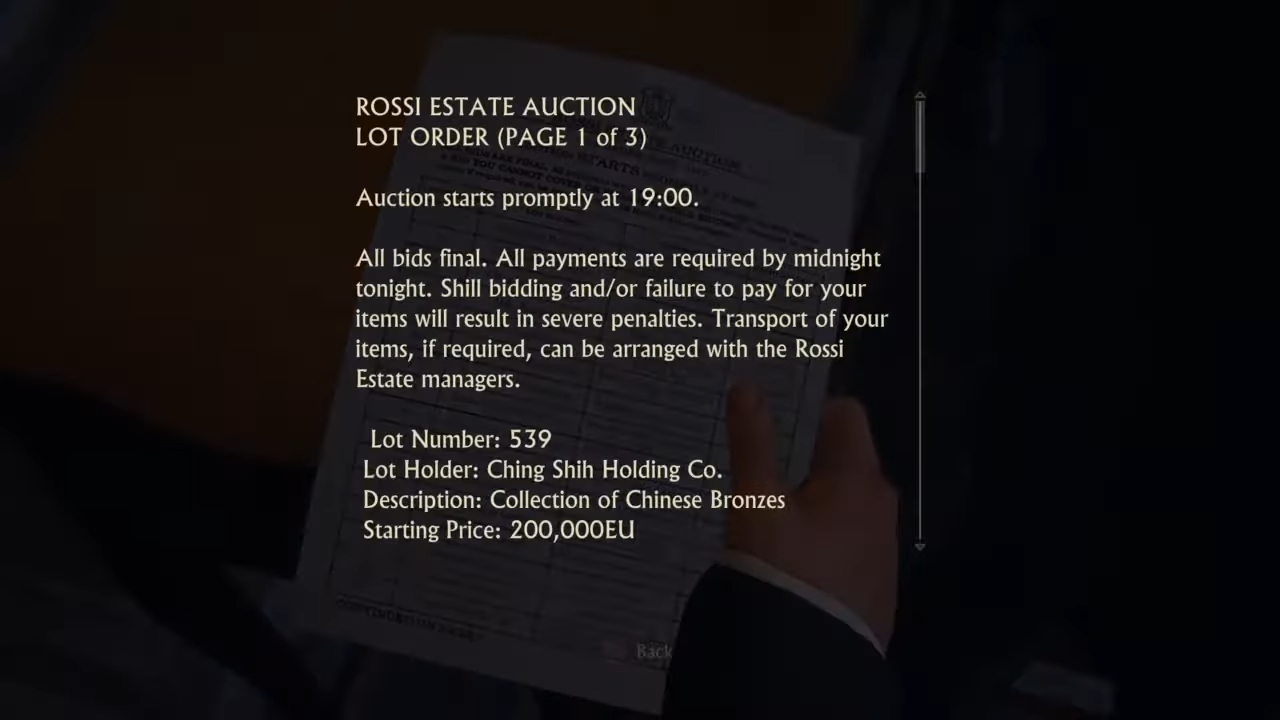 ROSSI ESTATE AUCTION
LOT ORDER (PAGE 1 of 3)
Auction starts promptly at 19:00.
All bids final. All payments are required by midnight
tonight. Shill bidding and/or failure to pay for your
items will result in severe penalties. Transport of your
items, if required, can be arranged with the Rossi
Estate managers.
Lot Number: 539
Lot Holder: Ching Shih Holding Co.
Description: Collection of Chinese Bronzes
Starting Price: 200,000EU
Back